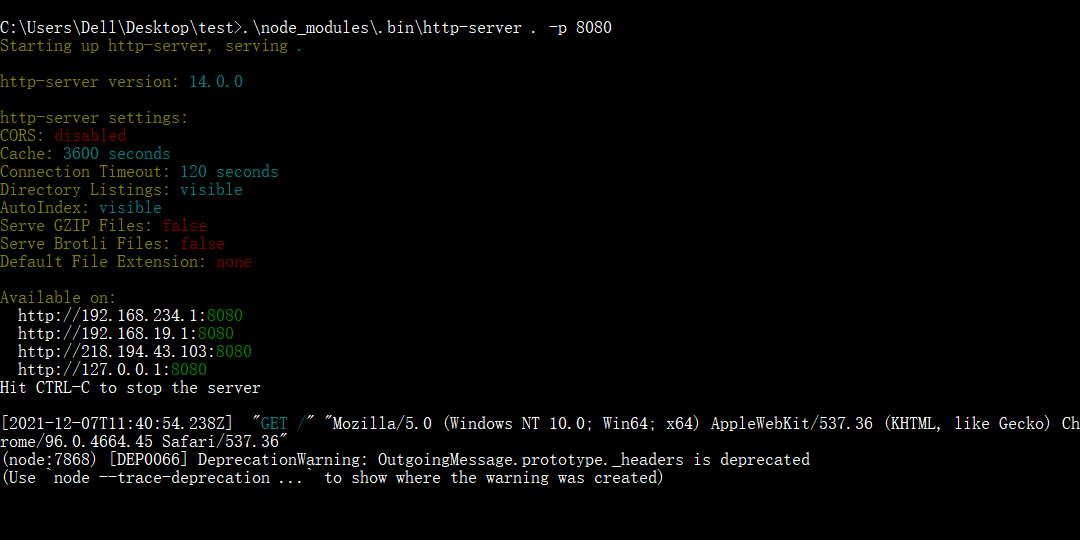 C:\Users\Dell\Desktop\test>.\node_modules\.bin\http-server . -p 8080
Starting up http-server, serving .
http-server version: 14.0.0
http-server settings:
CORS: disabled
Cache: 3600 seconds
Connection Timeout: 120 seconds
Directory Listings: visible
AutoIndex: visible
Serve GZIP Files: false
Serve Brotli Files: false
Default File Extension: none
Available on:
  http://192.168.234.1:8080
  http://192.168.19.1:8080
  http://218.194.43.103:8080
  http://127.0.0.1:8080
Hit CTRL-C to stop the server
[2021-12-07T11:40:54.238Z]  "GET /" "Mozilla/5.0 (Windows NT 10.0; Win64; x64) AppleWebKit/537.36 (KHTML, like Gecko) Ch
rome/96.0.4664.45 Safari/537.36"
(node:7868) [DEP0066] DeprecationWarning: OutgoingMessage.prototype._headers is deprecated
(Use `node --trace-deprecation ...` to show where the warning was created)